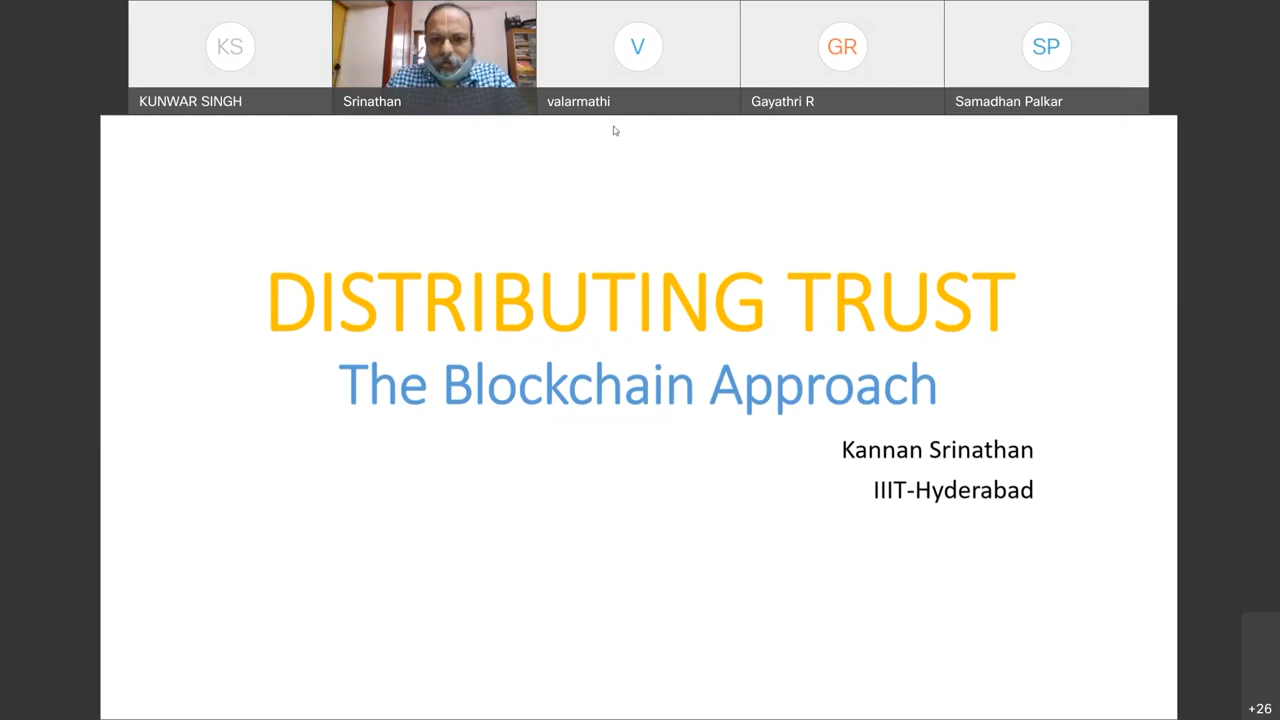 KS
V
GR
SP
KUNWAR SINGH
Srinathan
valarmathi
Gayathri R
Samadhan Palkar
DISTRIBUTING TRUST
The Blockchain Approach
Kannan Srinathan
IIIT-Hyderabad
+26